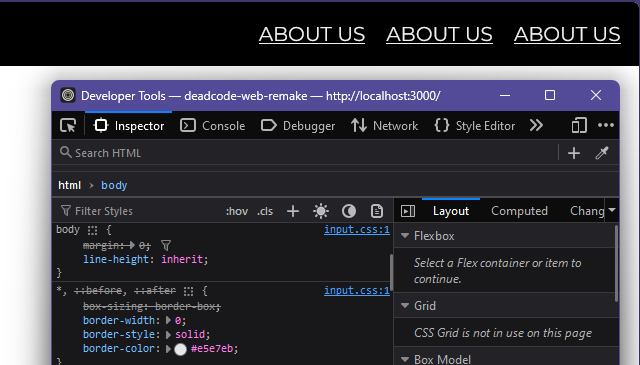 ABOUT US ABOUT US ABOUT US
Developer Tools — deadcode-web-remake — http://localhost:3000/
Inspector Console Debugger Network {} Style Editor
Search HTML
html › body
Filter Styles :hov .cls Layout Computed Chang
body { input.css:1
margin: 0;
line-height: inherit;
}
*, ::before, ::after { input.css:1
box-sizing: border-box;
border-width: 0;
border-style: solid;
border-color: #e5e7eb;
}
Flexbox
Select a Flex container or item to
continue.
Grid
CSS Grid is not in use on this page
Box Model